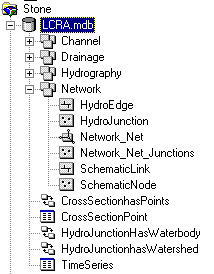 Stone
LCRA.mdb
Channel
Drainage
Hydrography
Network
HydroEdge
HydroJunction
Network_Net
Network_Net_Junctions
SchematicLink
SchematicNode
CrossSectionhasPoints
CrossSectionPoint
HydroJunctionHasWaterbody
HydroJunctionhasWatershed
TimeSeries